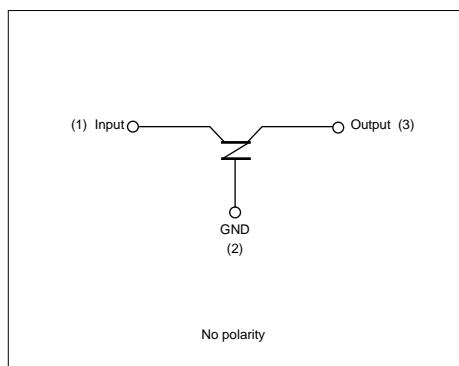 (1) Input Output (3)
GND
(2)
No polarity